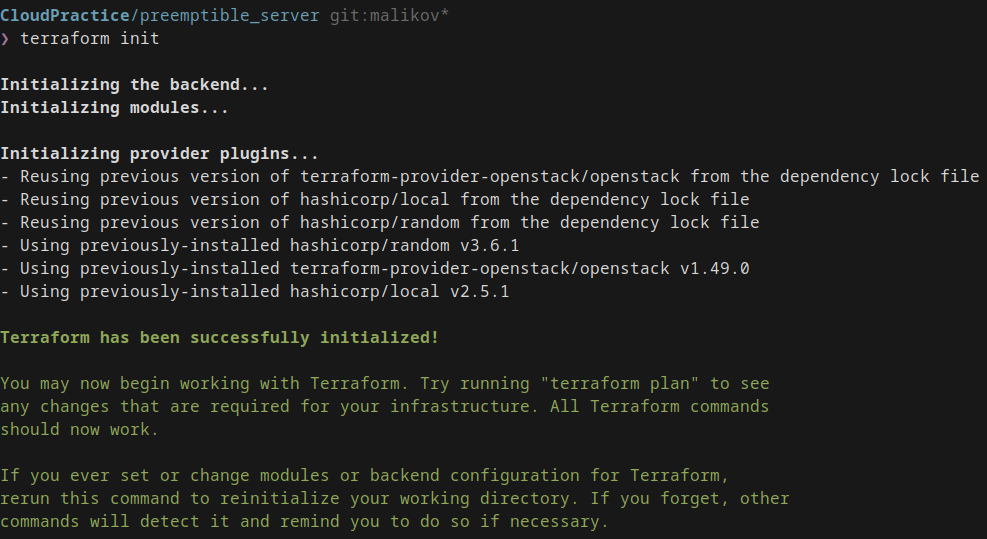 CloudPractice/preemptible_server git:malikov*
❯ terraform init
Initializing the backend...
Initializing modules...
Initializing provider plugins...
- Reusing previous version of terraform-provider-openstack/openstack from the dependency lock file
- Reusing previous version of hashicorp/local from the dependency lock file
- Reusing previous version of hashicorp/random from the dependency lock file
- Using previously-installed hashicorp/random v3.6.1
- Using previously-installed terraform-provider-openstack/openstack v1.49.0
- Using previously-installed hashicorp/local v2.5.1
Terraform has been successfully initialized!
You may now begin working with Terraform. Try running "terraform plan" to see
any changes that are required for your infrastructure. All Terraform commands
should now work.
If you ever set or change modules or backend configuration for Terraform,
rerun this command to reinitialize your working directory. If you forget, other
commands will detect it and remind you to do so if necessary.